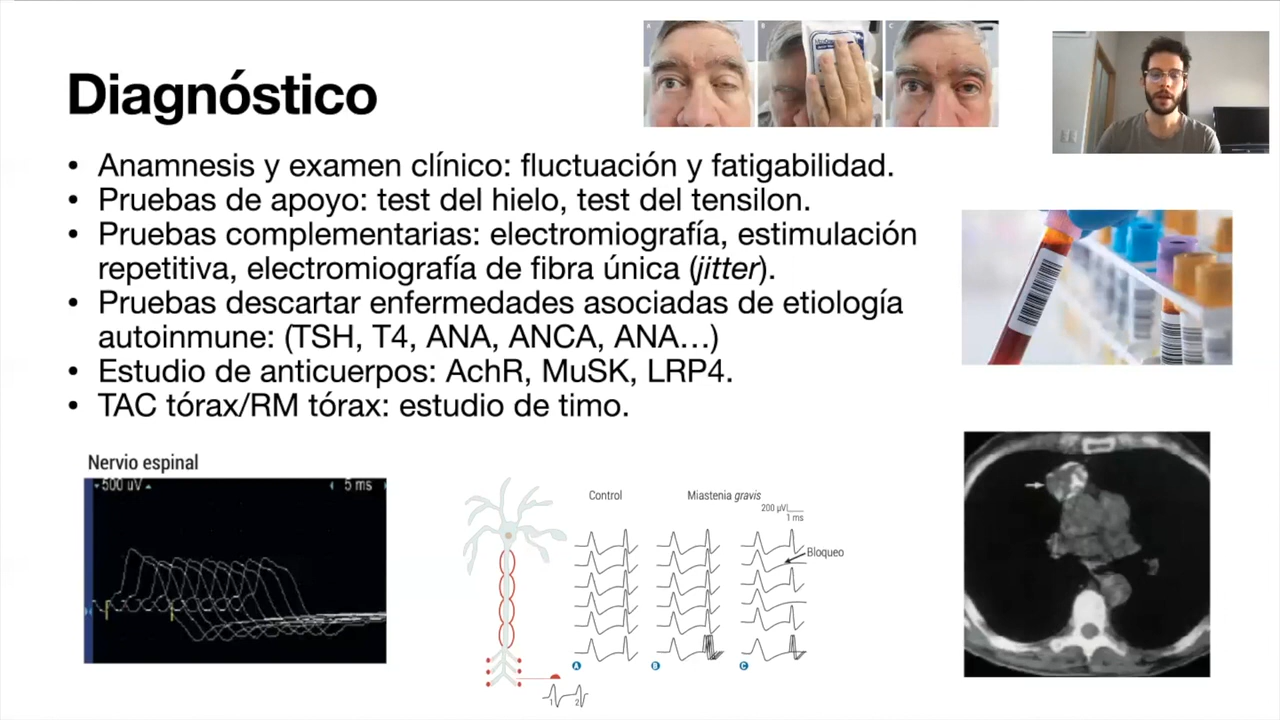 A
B
C
Diagnóstico
• Anamnesis y examen clínico: fluctuación y fatigabilidad.
• Pruebas de apoyo: test del hielo, test del tensilon.
• Pruebas complementarias: electromiografía, estimulación
repetitiva, electromiografía de fibra única (jitter).
• Pruebas descartar enfermedades asociadas de etiología
autoinmune: (TSH, T4, ANA, ANCA, ANA…)
• Estudio de anticuerpos: AchR, MuSK, LRP4.
• TAC tórax/RM tórax: estudio de timo.
Nervio espinal
500 uV
5 ms
Control
Miastenia gravis
200 µV
1 ms
Bloqueo
A
B
C
1
2